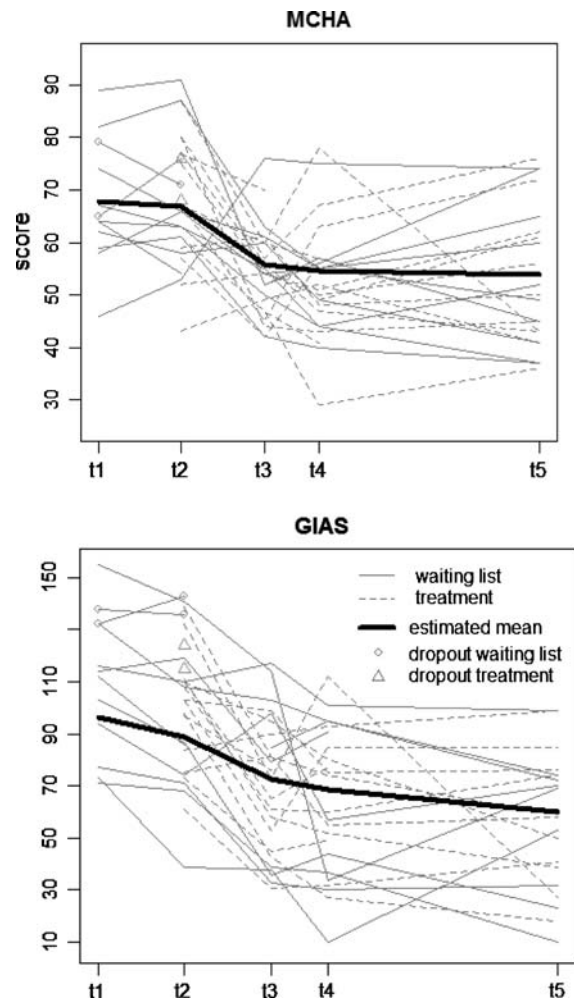 MCHA
score
90
80
70
60
50
40
30
t1 t2 t3 t4 t5
GIAS
150
110
90
70
50
30
10
waiting list
treatment
estimated mean
dropout waiting list
dropout treatment
t1 t2 t3 t4 t5